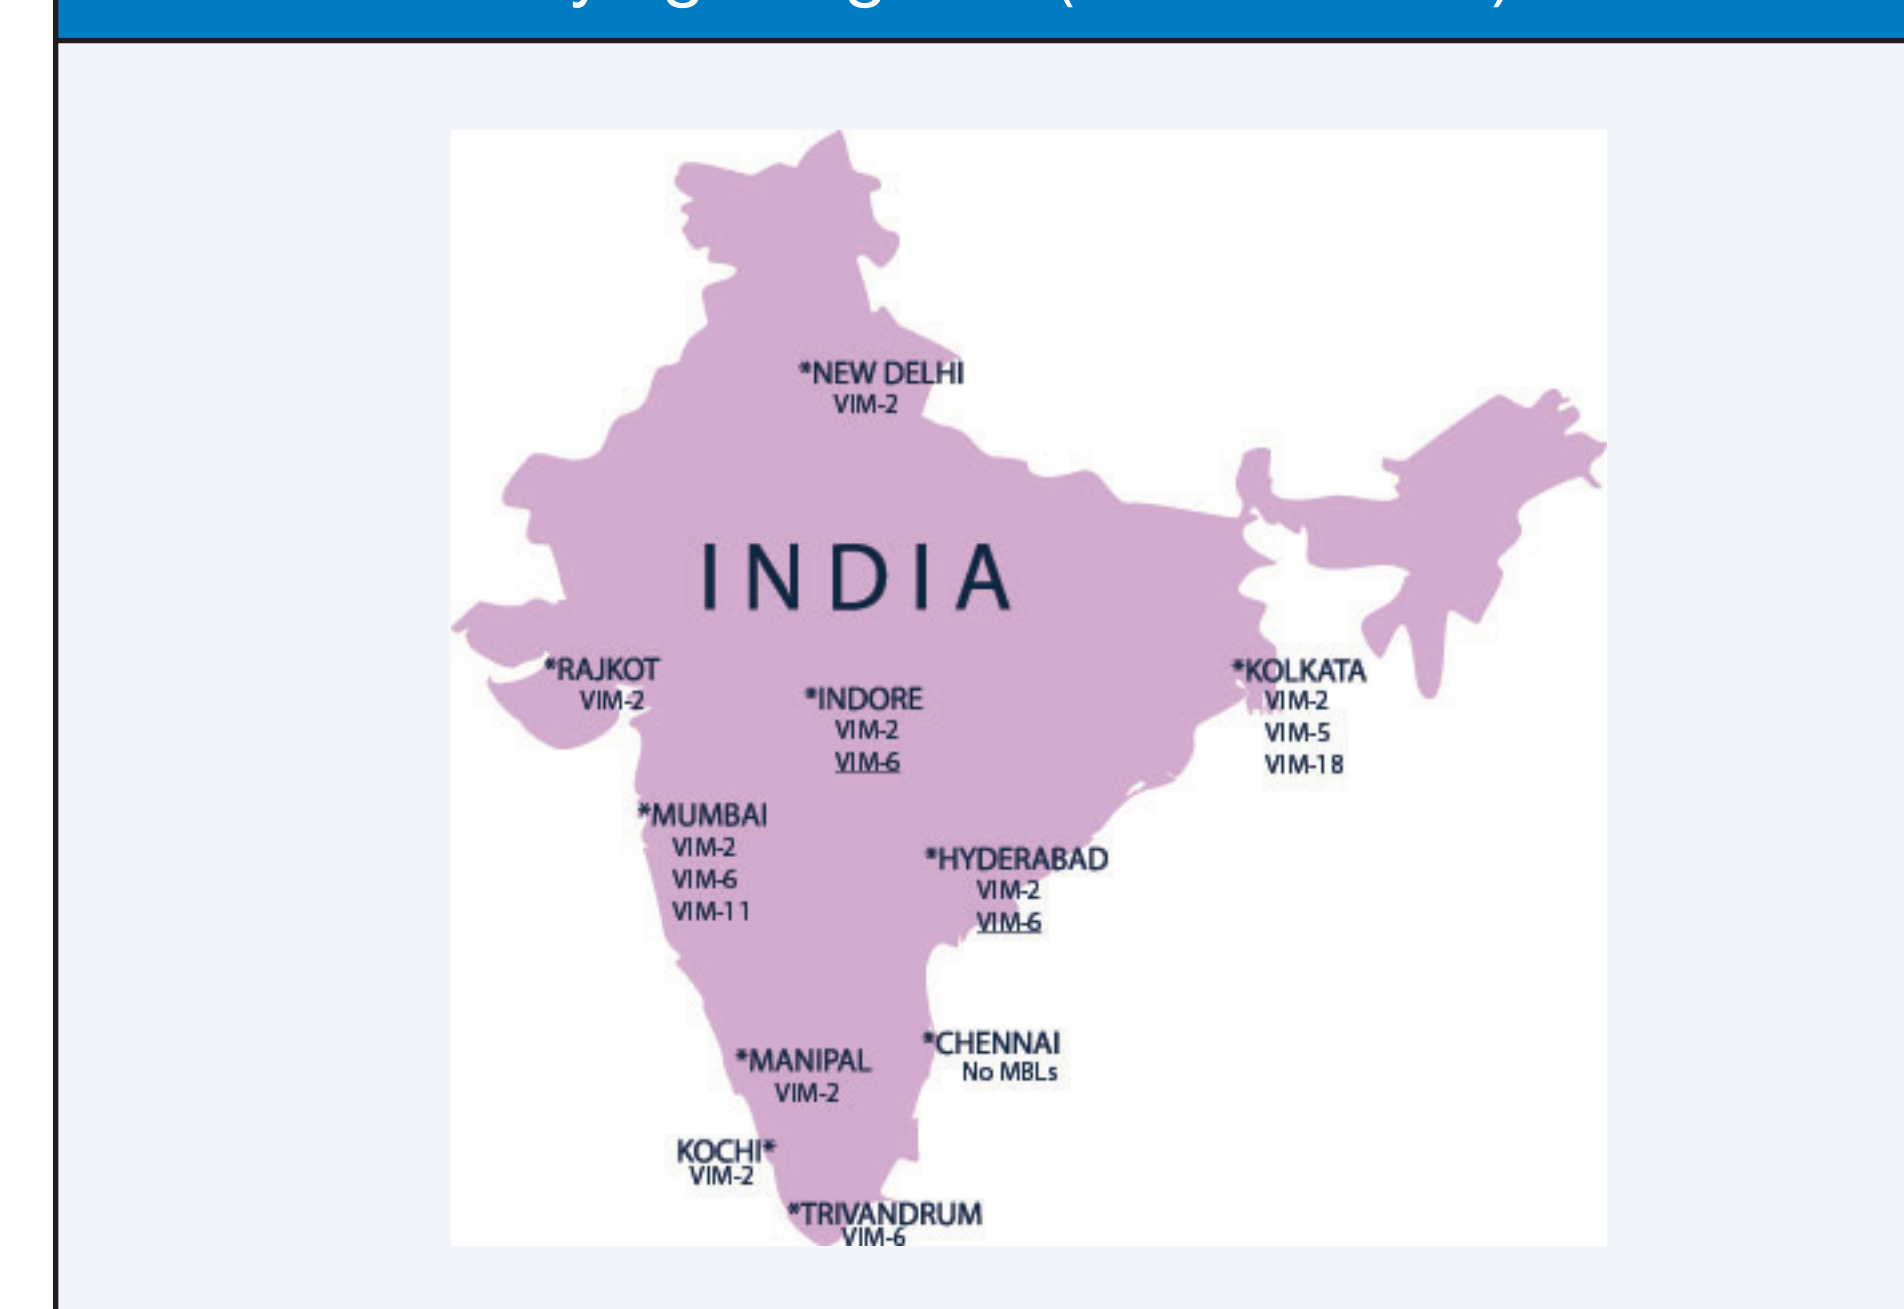 *NEW DELHI
VIM-2
INDIA
*RAJKOT
VIM-2
*INDORE
VIM-2
VIM-6
*KOLKATA
VIM-2
VIM-5
VIM-18
*MUMBAI
VIM-2
VIM-6
VIM-11
*HYDERABAD
VIM-2
VIM-6
*CHENNAI
No MBLs
*MANIPAL
VIM-2
KOCHI*
VIM-2
*TRIVANDRUM
VIM-6